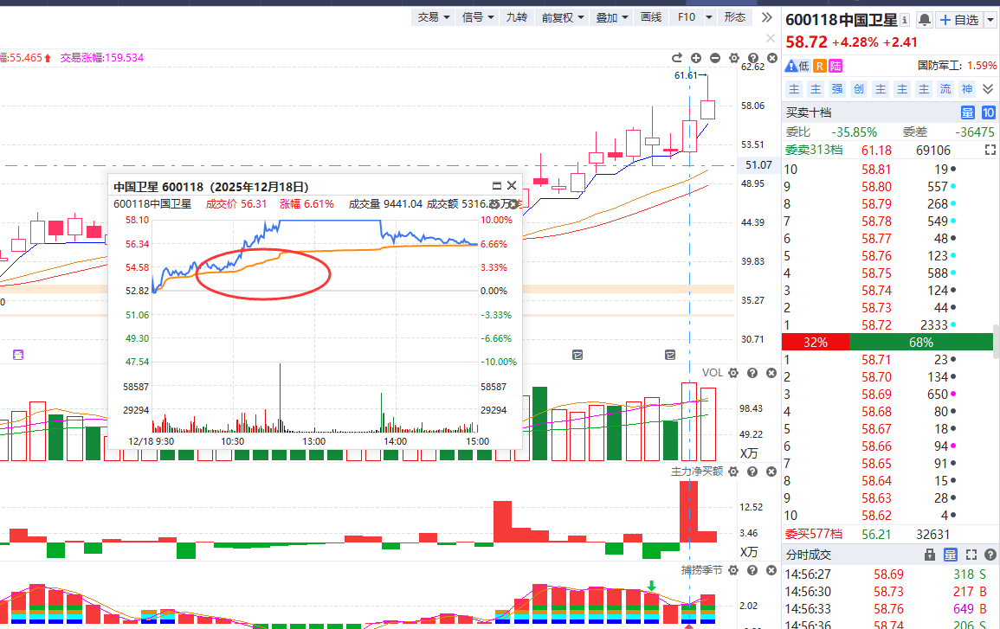 交易 信号 九转 前复权 叠加 画线 F10 形态
幅:55.465 交易涨幅:159.534
62.62
61.61
58.06
53.51
51.07
48.95
44.39
39.83
35.27
30.71
中国卫星 600118（2025年12月18日）
600118中国卫星 成交价 56.31 涨幅 6.61% 成交量 9441.04 成交额 5316.
58.10 10.00%
56.34 6.66%
54.58 3.33%
52.82 0.00%
51.06 -3.33%
49.30 -6.66%
47.54 -10.00%
58587 58587
29294 29294
12/18 9:30 10:30 13:00 14:00 15:00
VOL
98.43
49.22
X万
主力净买额
12.52
3.46
X万
捕捞季节
2.02
600118中国卫星 自选
58.72 +4.28% +2.41
低 R 陆 国防军工: 1.59%
主 主 强 创 主 主 主 流 神
买卖十档 量 10
委比 -35.85% 委差 -36475
委卖313档 61.18 69106
10 58.81 19
9 58.80 557
8 58.79 268
7 58.78 549
6 58.77 48
5 58.76 123
4 58.75 588
3 58.74 124
2 58.73 44
1 58.72 2333
32% 68%
1 58.71 23
2 58.70 134
3 58.69 650
4 58.68 80
5 58.67 18
6 58.66 94
7 58.65 91
8 58.64 15
9 58.63 28
10 58.62 4
委买577档 56.21 32631
分时成交 量
14:56:27 58.69 318 S
14:56:30 58.73 217 B
14:56:33 58.76 649 B
14:56:36 58.74 206 S